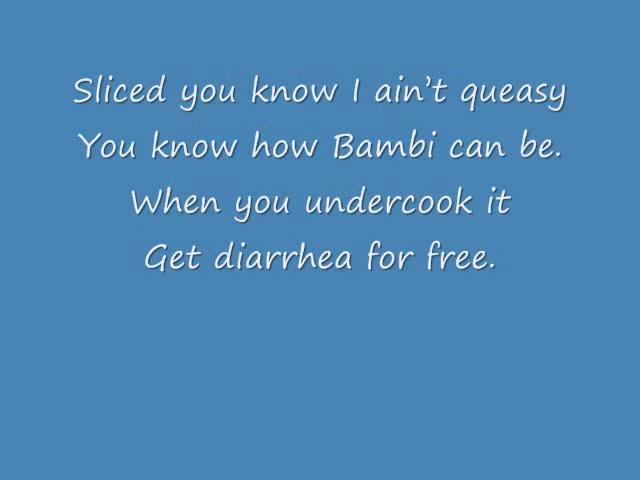 Sliced you know I ain’t queasy
You know how Bambi can be.
When you undercook it
Get diarrhea for free.